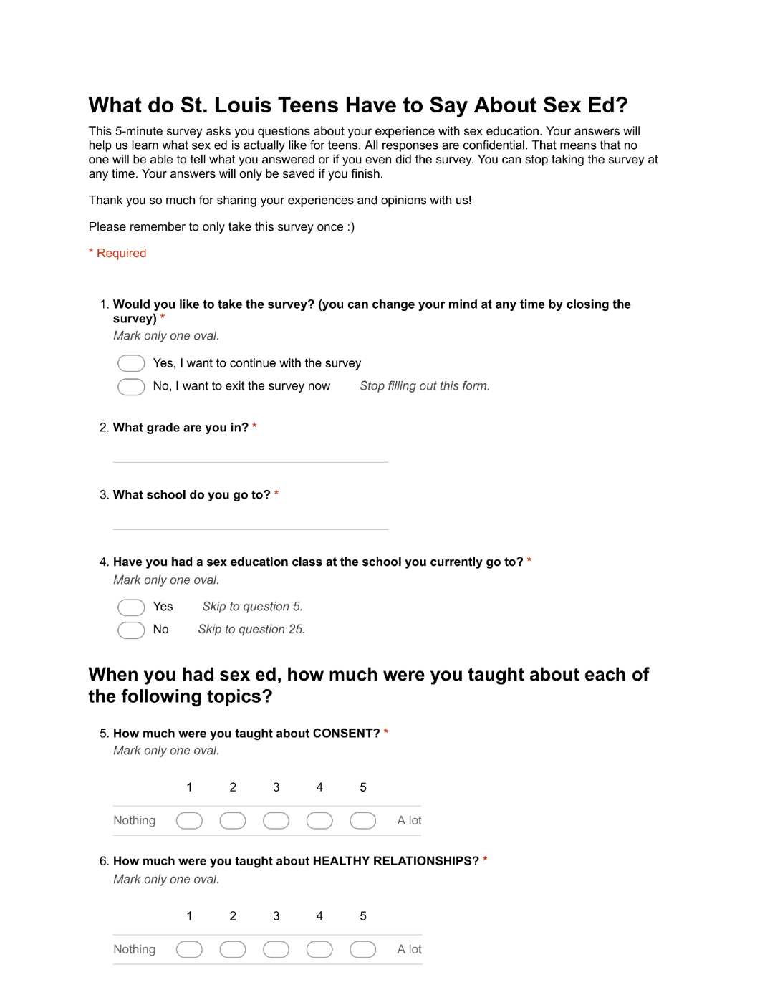 What do St. Louis Teens Have to Say About Sex Ed?
This 5-minute survey asks you questions about your experience with sex education. Your answers will
help us learn what sex ed is actually like for teens. All responses are confidential. That means that no
one will be able to tell what you answered or if you even did the survey. You can stop taking the survey at
any time. Your answers will only be saved if you finish.
Thank you so much for sharing your experiences and opinions with us!
Please remember to only take this survey once :)
* Required
1. Would you like to take the survey? (you can change your mind at any time by closing the
survey) *
Mark only one oval.
Yes, I want to continue with the survey
No, I want to exit the survey now Stop filling out this form.
2. What grade are you in? *
3. What school do you go to? *
4. Have you had a sex education class at the school you currently go to? *
Mark only one oval.
Yes Skip to question 5.
No Skip to question 25.
When you had sex ed, how much were you taught about each of
the following topics?
5. How much were you taught about CONSENT? *
Mark only one oval.
1 2 3 4 5
Nothing A lot
6. How much were you taught about HEALTHY RELATIONSHIPS? *
Mark only one oval.
1 2 3 4 5
Nothing A lot